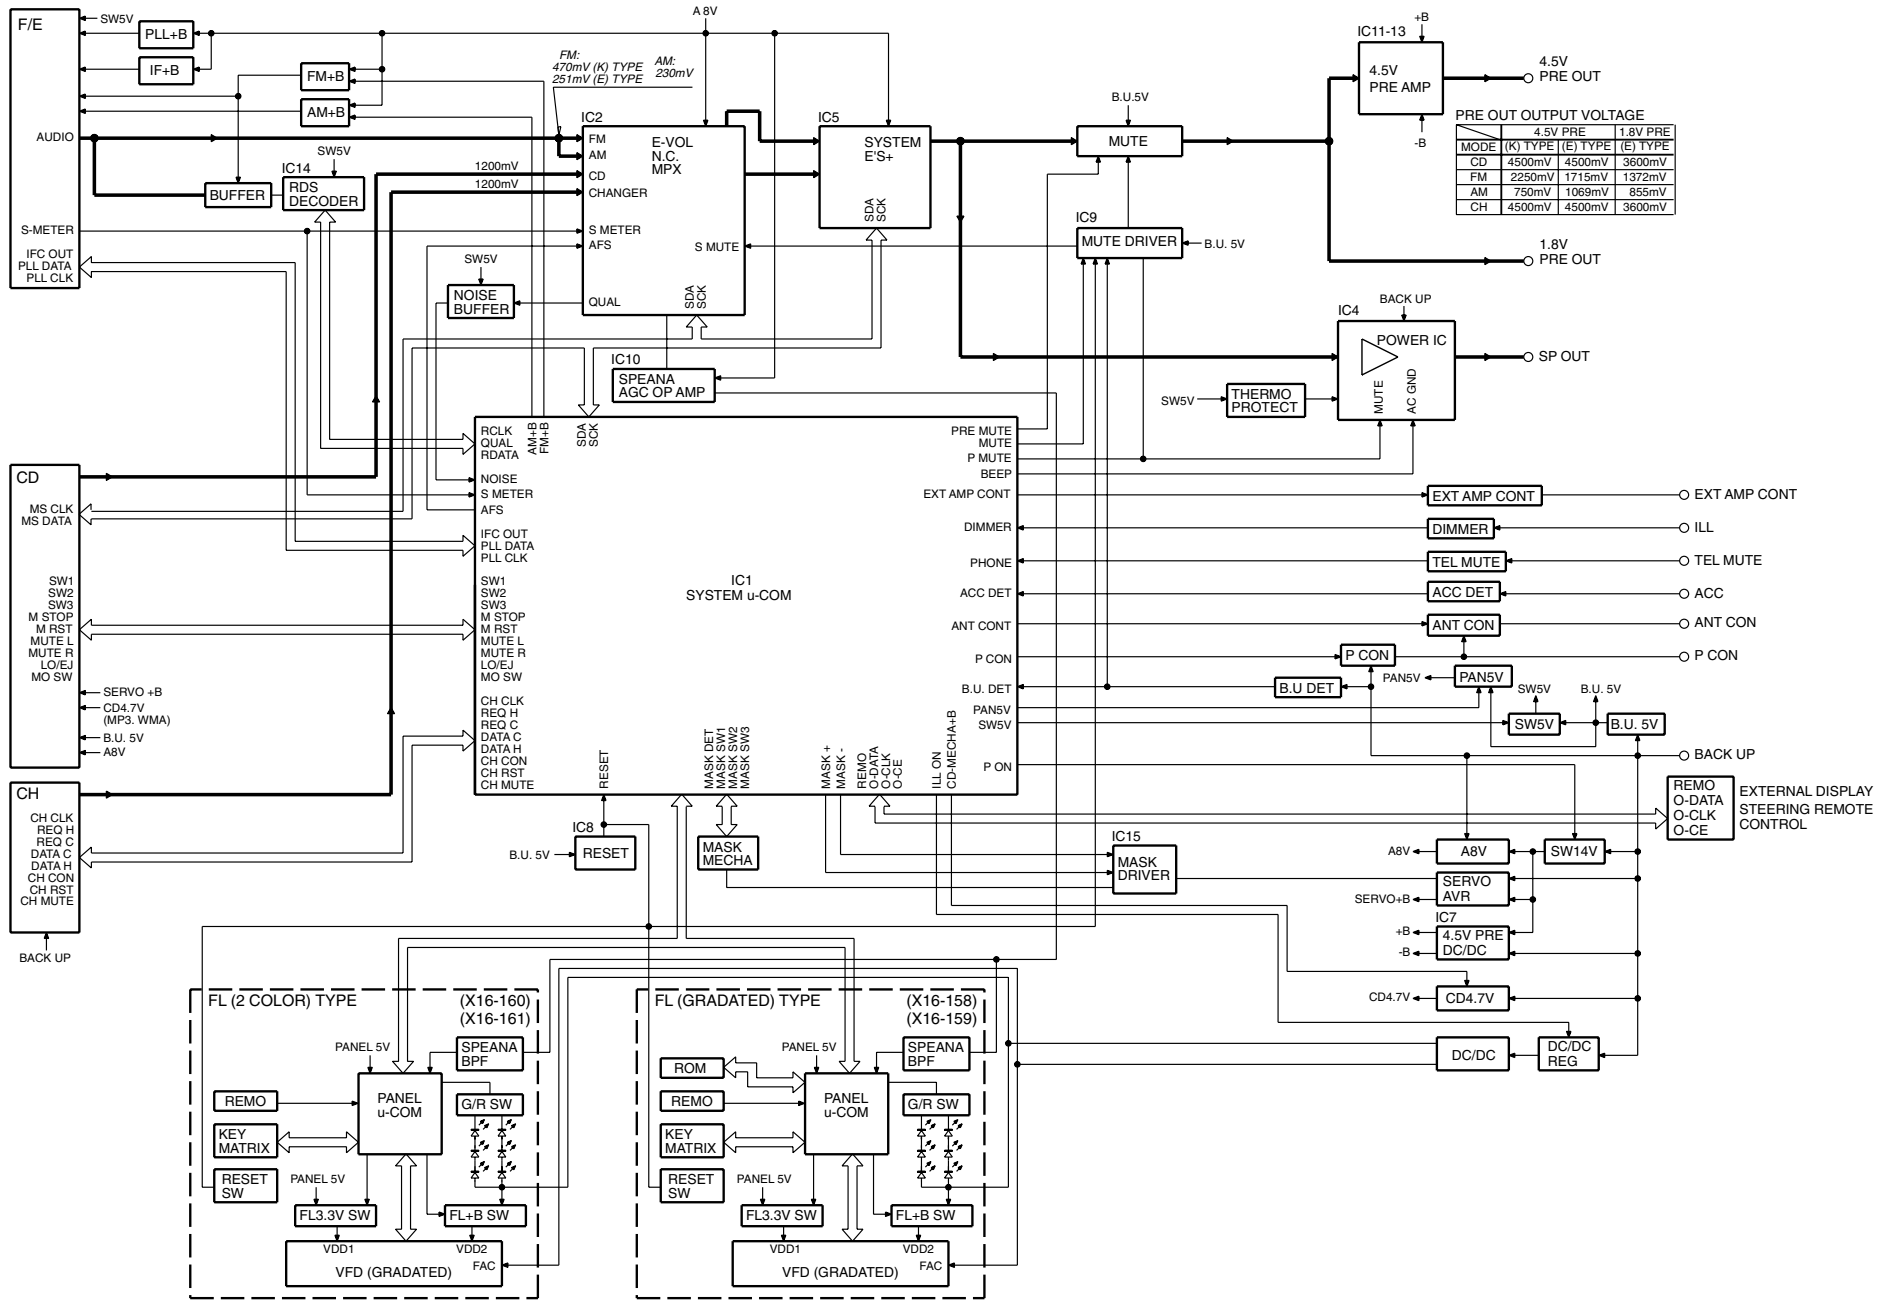 F/E
SW5V
PLL+B
IF+B
FM+B
AM+B
AUDIO
SW5V
IC14
RDS
DECODER
BUFFER
S-METER
IFC OUT
PLL DATA
PLL CLK
A 8V
FM:
470mV (K) TYPE
251mV (E) TYPE
AM:
230mV
1200mV
1200mV
IC2
E-VOL
N.C.
MPX
FM
AM
CD
CHANGER
S METER
AFS
QUAL
S MUTE
SDA
SCK
SW5V
NOISE
BUFFER
IC5
SYSTEM
E'S+
SDA
SCK
B.U.5V
MUTE
IC9
MUTE DRIVER
B.U. 5V
+B
IC11-13
4.5V
PRE AMP
-B
4.5V
PRE OUT
PRE OUT OUTPUT VOLTAGE
4.5V PRE 1.8V PRE
MODE (K) TYPE (E) TYPE (E) TYPE
CD 4500mV 4500mV 3600mV
FM 2250mV 1715mV 1372mV
AM 750mV 1069mV 855mV
CH 4500mV 4500mV 3600mV
1.8V
PRE OUT
BACK UP
IC4
POWER IC
MUTE
AC GND
SP OUT
SW5V
THERMO
PROTECT
IC10
SPEANA
AGC OP AMP
CD
MS CLK
MS DATA
SW1
SW2
SW3
M STOP
M RST
MUTE L
MUTE R
LO/EJ
MO SW
SERVO +B
CD4.7V
(MP3. WMA)
B.U. 5V
A8V
CH
CH CLK
REQ H
REQ C
DATA C
DATA H
CH CON
CH RST
CH MUTE
BACK UP
IC1
SYSTEM u-COM
RCLK
QUAL
RDATA
NOISE
S METER
AFS
IFC OUT
PLL DATA
PLL CLK
SW1
SW2
SW3
M STOP
M RST
MUTE L
MUTE R
LO/EJ
MO SW
CH CLK
REQ H
REQ C
DATA C
DATA H
CH CON
CH RST
CH MUTE
AM+B
FM+B
SDA
SCK
PRE MUTE
MUTE
P MUTE
BEEP
EXT AMP CONT
DIMMER
PHONE
ACC DET
ANT CONT
P CON
B.U. DET
PAN5V
SW5V
P ON
RESET
MASK DET
MASK SW1
MASK SW2
MASK SW3
MASK +
MASK -
REMO
O-DATA
O-CLK
O-CE
ILL ON
CD-MECHA+B
EXT AMP CONT
EXT AMP CONT
DIMMER
ILL
TEL MUTE
TEL MUTE
ACC DET
ACC
ANT CON
ANT CON
P CON
P CON
B.U DET
PAN5V
PAN5V
SW5V
B.U. 5V
SW5V
B.U. 5V
BACK UP
REMO
O-DATA
O-CLK
O-CE
EXTERNAL DISPLAY
STEERING REMOTE
CONTROL
IC8
B.U. 5V
RESET
MASK
MECHA
IC15
MASK
DRIVER
A8V
A8V
SW14V
SERVO
AVR
SERVO+B
IC7
4.5V PRE
DC/DC
+B
-B
CD4.7V
CD4.7V
DC/DC
DC/DC
REG
FL (2 COLOR) TYPE
(X16-160)
(X16-161)
PANEL 5V
SPEANA
BPF
REMO
PANEL
u-COM
G/R SW
KEY
MATRIX
RESET
SW
PANEL 5V
FL3.3V SW
FL+B SW
VDD1
VDD2
FAC
VFD (GRADATED)
FL (GRADATED) TYPE
(X16-158)
(X16-159)
PANEL 5V
SPEANA
BPF
ROM
REMO
PANEL
u-COM
G/R SW
KEY
MATRIX
RESET
SW
PANEL 5V
FL3.3V SW
FL+B SW
VDD1
VDD2
FAC
VFD (GRADATED)